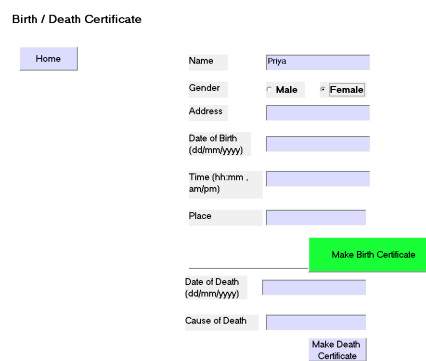 Birth / Death Certificate
Home
Name
Priya
Gender
Male
Female
Address
Date of Birth
(dd/mm/yyyy)
Time (hh:mm ,
am/pm)
Place
Make Birth Certificate
Date of Death
(dd/mm/yyyy)
Cause of Death
Make Death
Certificate